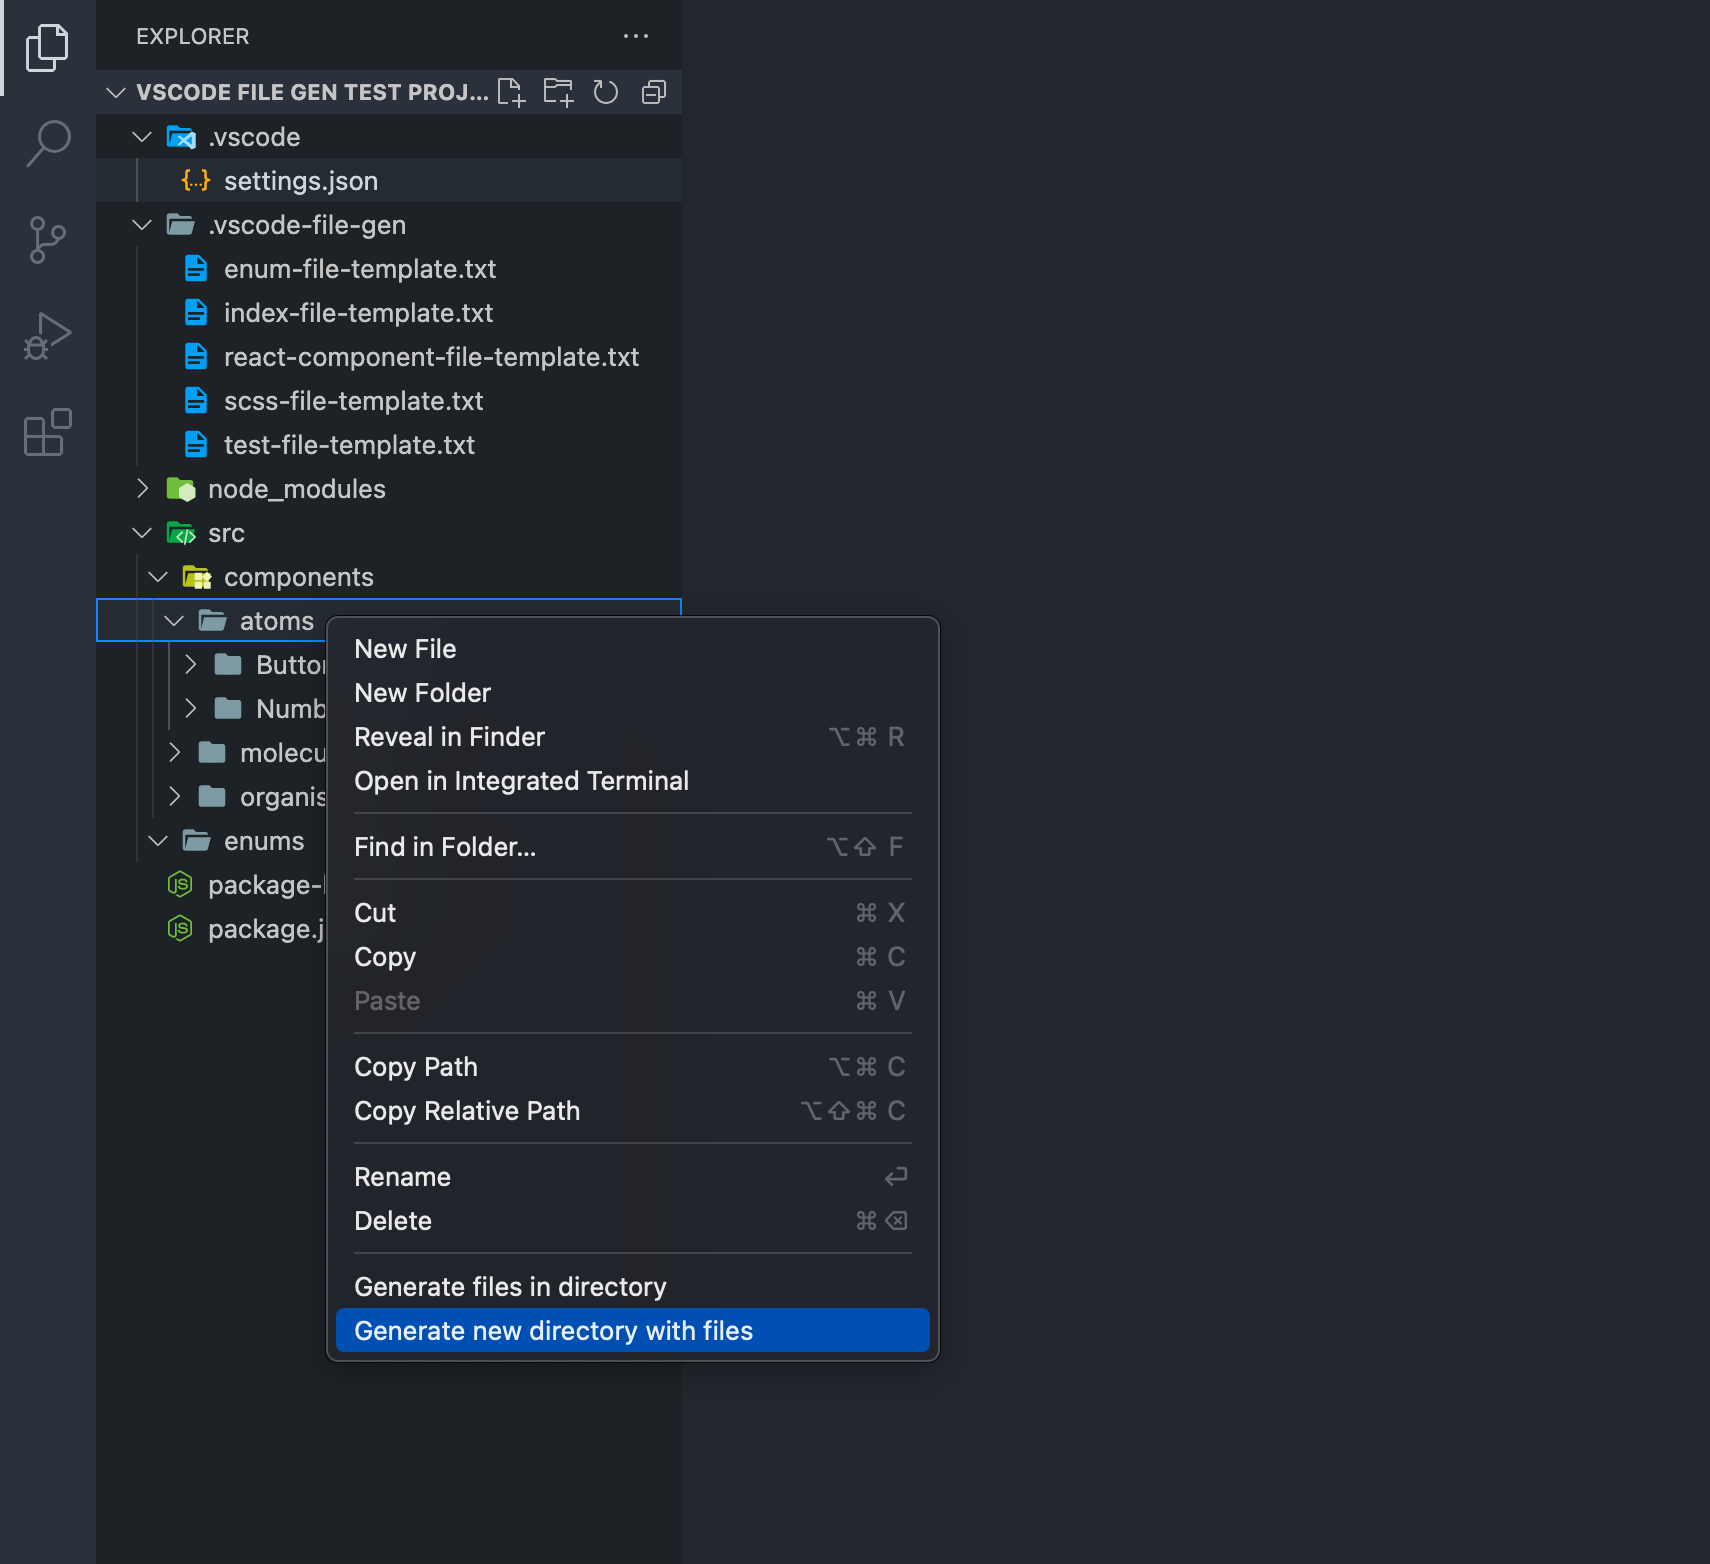 EXPLORER
VSCODE FILE GEN TEST PROJ...
.vscode
settings.json
.vscode-file-gen
enum-file-template.txt
index-file-template.txt
react-component-file-template.txt
scss-file-template.txt
test-file-template.txt
node_modules
src
components
atoms
Button
Numb
molecu
organis
enums
package-l
package.j
New File
New Folder
Reveal in Finder ⌥⌘ R
Open in Integrated Terminal
Find in Folder... ⌥⇧ F
Cut ⌘ X
Copy ⌘ C
Paste ⌘ V
Copy Path ⌥⌘ C
Copy Relative Path ⌥⇧⌘ C
Rename ↩
Delete ⌘⌫
Generate files in directory
Generate new directory with files